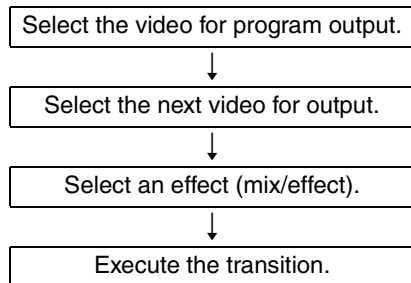 Select the video for program output.
Select the next video for output.
Select an effect (mix/effect).
Execute the transition.